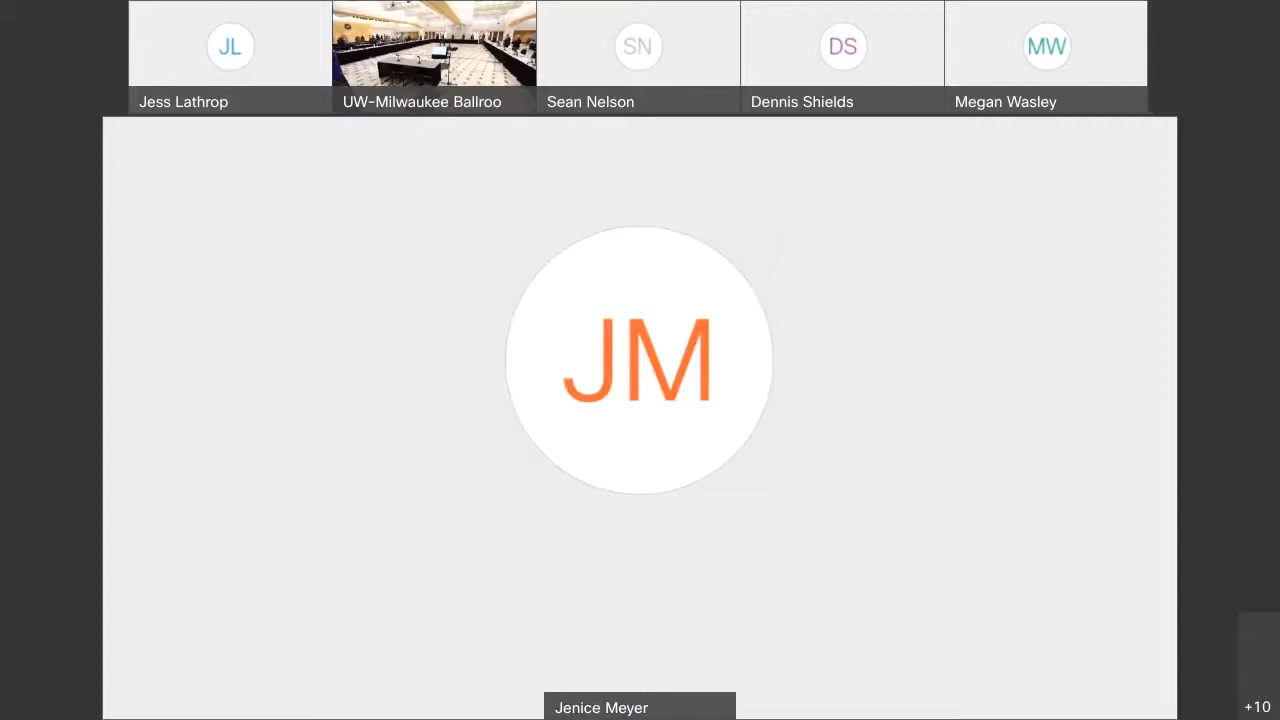 JL
SN
DS
MW
Jess Lathrop
UW-Milwaukee Ballroo
Sean Nelson
Dennis Shields
Megan Wasley
JM
Jenice Meyer
+10